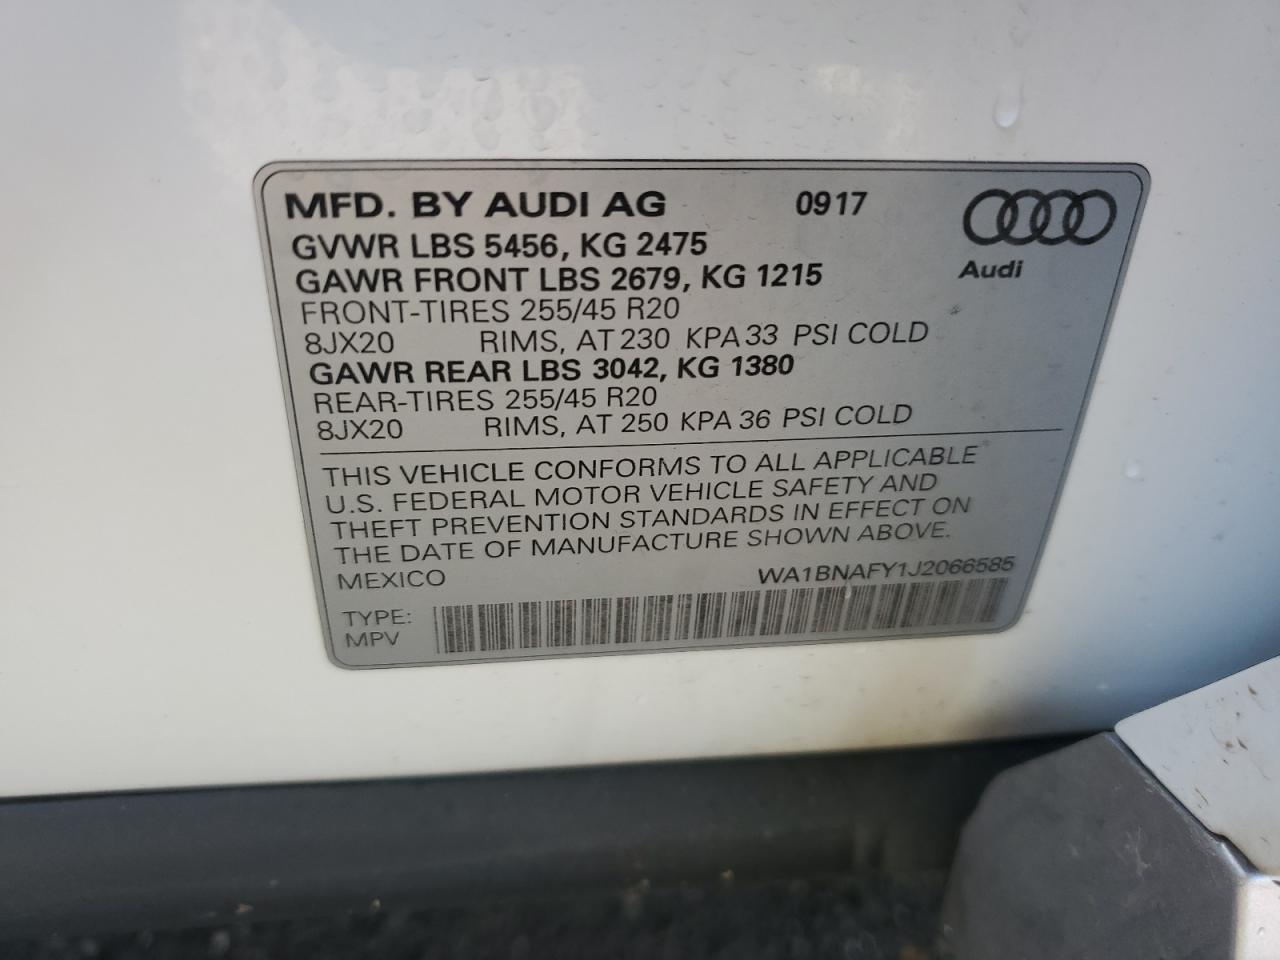 MFD. BY AUDI AG 0917
GVWR LBS 5456, KG 2475
GAWR FRONT LBS 2679, KG 1215
Audi
FRONT-TIRES 255/45 R20
8JX20 RIMS, AT 230 KPA 33 PSI COLD
GAWR REAR LBS 3042, KG 1380
REAR-TIRES 255/45 R20
8JX20 RIMS, AT 250 KPA 36 PSI COLD
THIS VEHICLE CONFORMS TO ALL APPLICABLE
U.S. FEDERAL MOTOR VEHICLE SAFETY AND
THEFT PREVENTION STANDARDS IN EFFECT ON
THE DATE OF MANUFACTURE SHOWN ABOVE.
MEXICO WA1BNAFY1J2066585
TYPE:
MPV